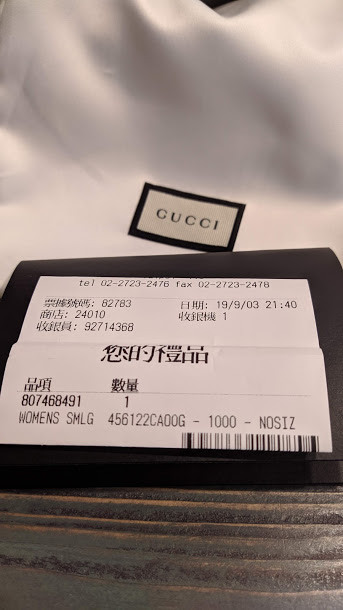 GUCCI
tel 02-2723-2476 fax 02-2723-2478
票據號碼: 82783 日期: 19/9/03 21:40
商店: 24010 收銀機 1
收銀員: 92714368
您的禮品
品項 數量
807468491 1
WOMENS SMLG 456122CAO0G - 1000 - NOSIZ